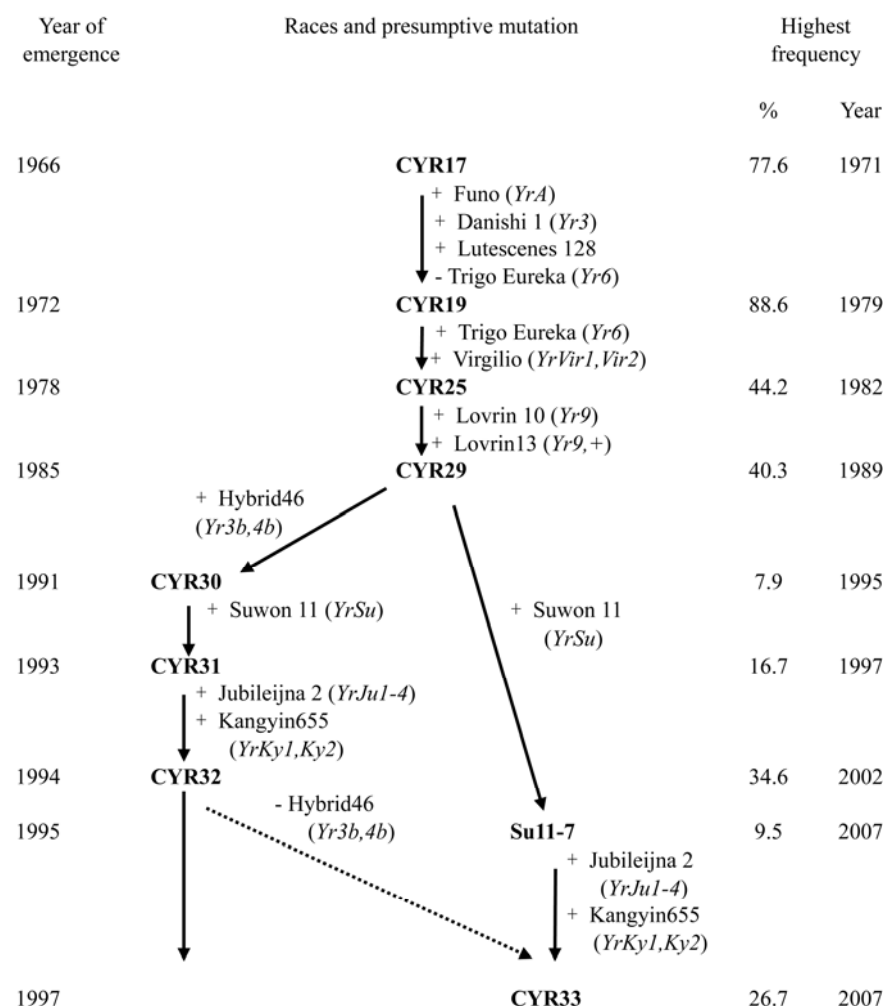 Year of emergence Races and presumptive mutation Highest frequency
% Year
1966 CYR17 77.6 1971
+ Funo (YrA)
+ Danishi 1 (Yr3)
+ Lutescenes 128
- Trigo Eureka (Yr6)
1972 CYR19 88.6 1979
+ Trigo Eureka (Yr6)
+ Virgilio (YrVir1,Vir2)
1978 CYR25 44.2 1982
+ Lovrin 10 (Yr9)
+ Lovrin13 (Yr9,+)
1985 CYR29 40.3 1989
+ Hybrid46
(Yr3b,4b)
1991 CYR30 7.9 1995
+ Suwon 11 (YrSu) + Suwon 11
(YrSu)
1993 CYR31 16.7 1997
+ Jubileijna 2 (YrJu1-4)
+ Kangyin655
(YrKy1,Ky2)
1994 CYR32 34.6 2002
- Hybrid46
(Yr3b,4b)
1995 Su11-7 9.5 2007
+ Jubileijna 2
(YrJu1-4)
+ Kangyin655
(YrKy1,Ky2)
1997 CYR33 26.7 2007